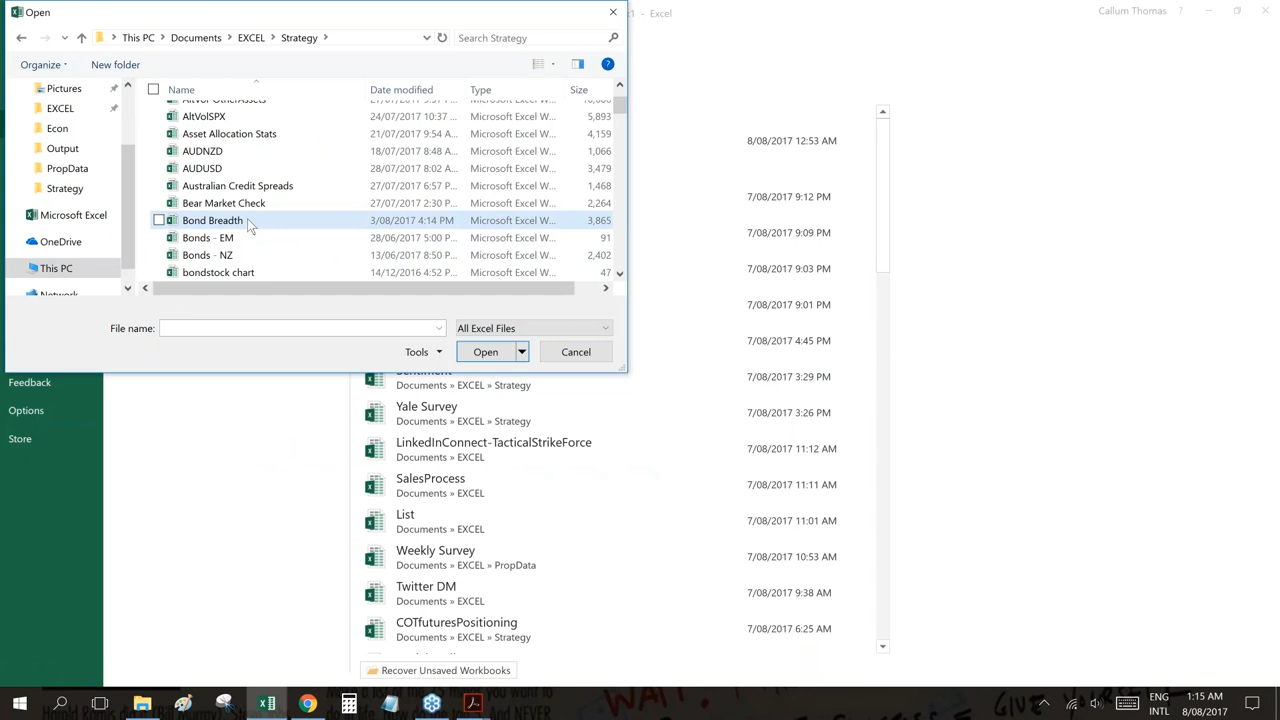 Open
1 - Excel
Callum Thomas
?
This PC > Documents > EXCEL > Strategy >
Search Strategy
Organize
New folder
Name
Date modified
Type
Size
Pictures
EXCEL
Econ
Output
PropData
Strategy
Microsoft Excel
OneDrive
This PC
Network
AltVol OtherAssets
AltVolSPX 24/07/2017 10:37 ... Microsoft Excel W... 5,893
Asset Allocation Stats 21/07/2017 9:54 A... Microsoft Excel W... 4,159
AUDNZD 18/07/2017 8:48 A... Microsoft Excel W... 1,066
AUDUSD 28/07/2017 8:02 A... Microsoft Excel W... 3,479
Australian Credit Spreads 27/07/2017 6:57 P... Microsoft Excel W... 1,468
Bear Market Check 27/07/2017 2:30 P... Microsoft Excel W... 2,264
Bond Breadth 3/08/2017 4:14 PM Microsoft Excel W... 3,865
Bonds - EM 28/06/2017 5:00 P... Microsoft Excel W... 91
Bonds - NZ 13/06/2017 8:50 P... Microsoft Excel W... 2,402
bondstock chart 14/12/2016 4:52 P... Microsoft Excel W... 47
File name:
All Excel Files
Tools
Open
Cancel
8/08/2017 12:53 AM
7/08/2017 9:12 PM
7/08/2017 9:09 PM
7/08/2017 9:03 PM
7/08/2017 9:01 PM
7/08/2017 4:45 PM
Feedback
Options
Store
Sentiment 7/08/2017 3:29 PM
Documents » EXCEL » Strategy
Yale Survey 7/08/2017 3:26 PM
Documents » EXCEL » Strategy
LinkedInConnect-TacticalStrikeForce 7/08/2017 11:12 AM
Documents » EXCEL
SalesProcess 7/08/2017 11:11 AM
Documents » EXCEL
List 7/08/2017 11:01 AM
Documents » EXCEL
Weekly Survey 7/08/2017 10:53 AM
Documents » EXCEL » PropData
Twitter DM 7/08/2017 9:38 AM
Documents » EXCEL
COTfuturesPositioning 7/08/2017 6:25 AM
Documents » EXCEL » Strategy
Recover Unsaved Workbooks
ENG
INTL
1:15 AM
8/08/2017